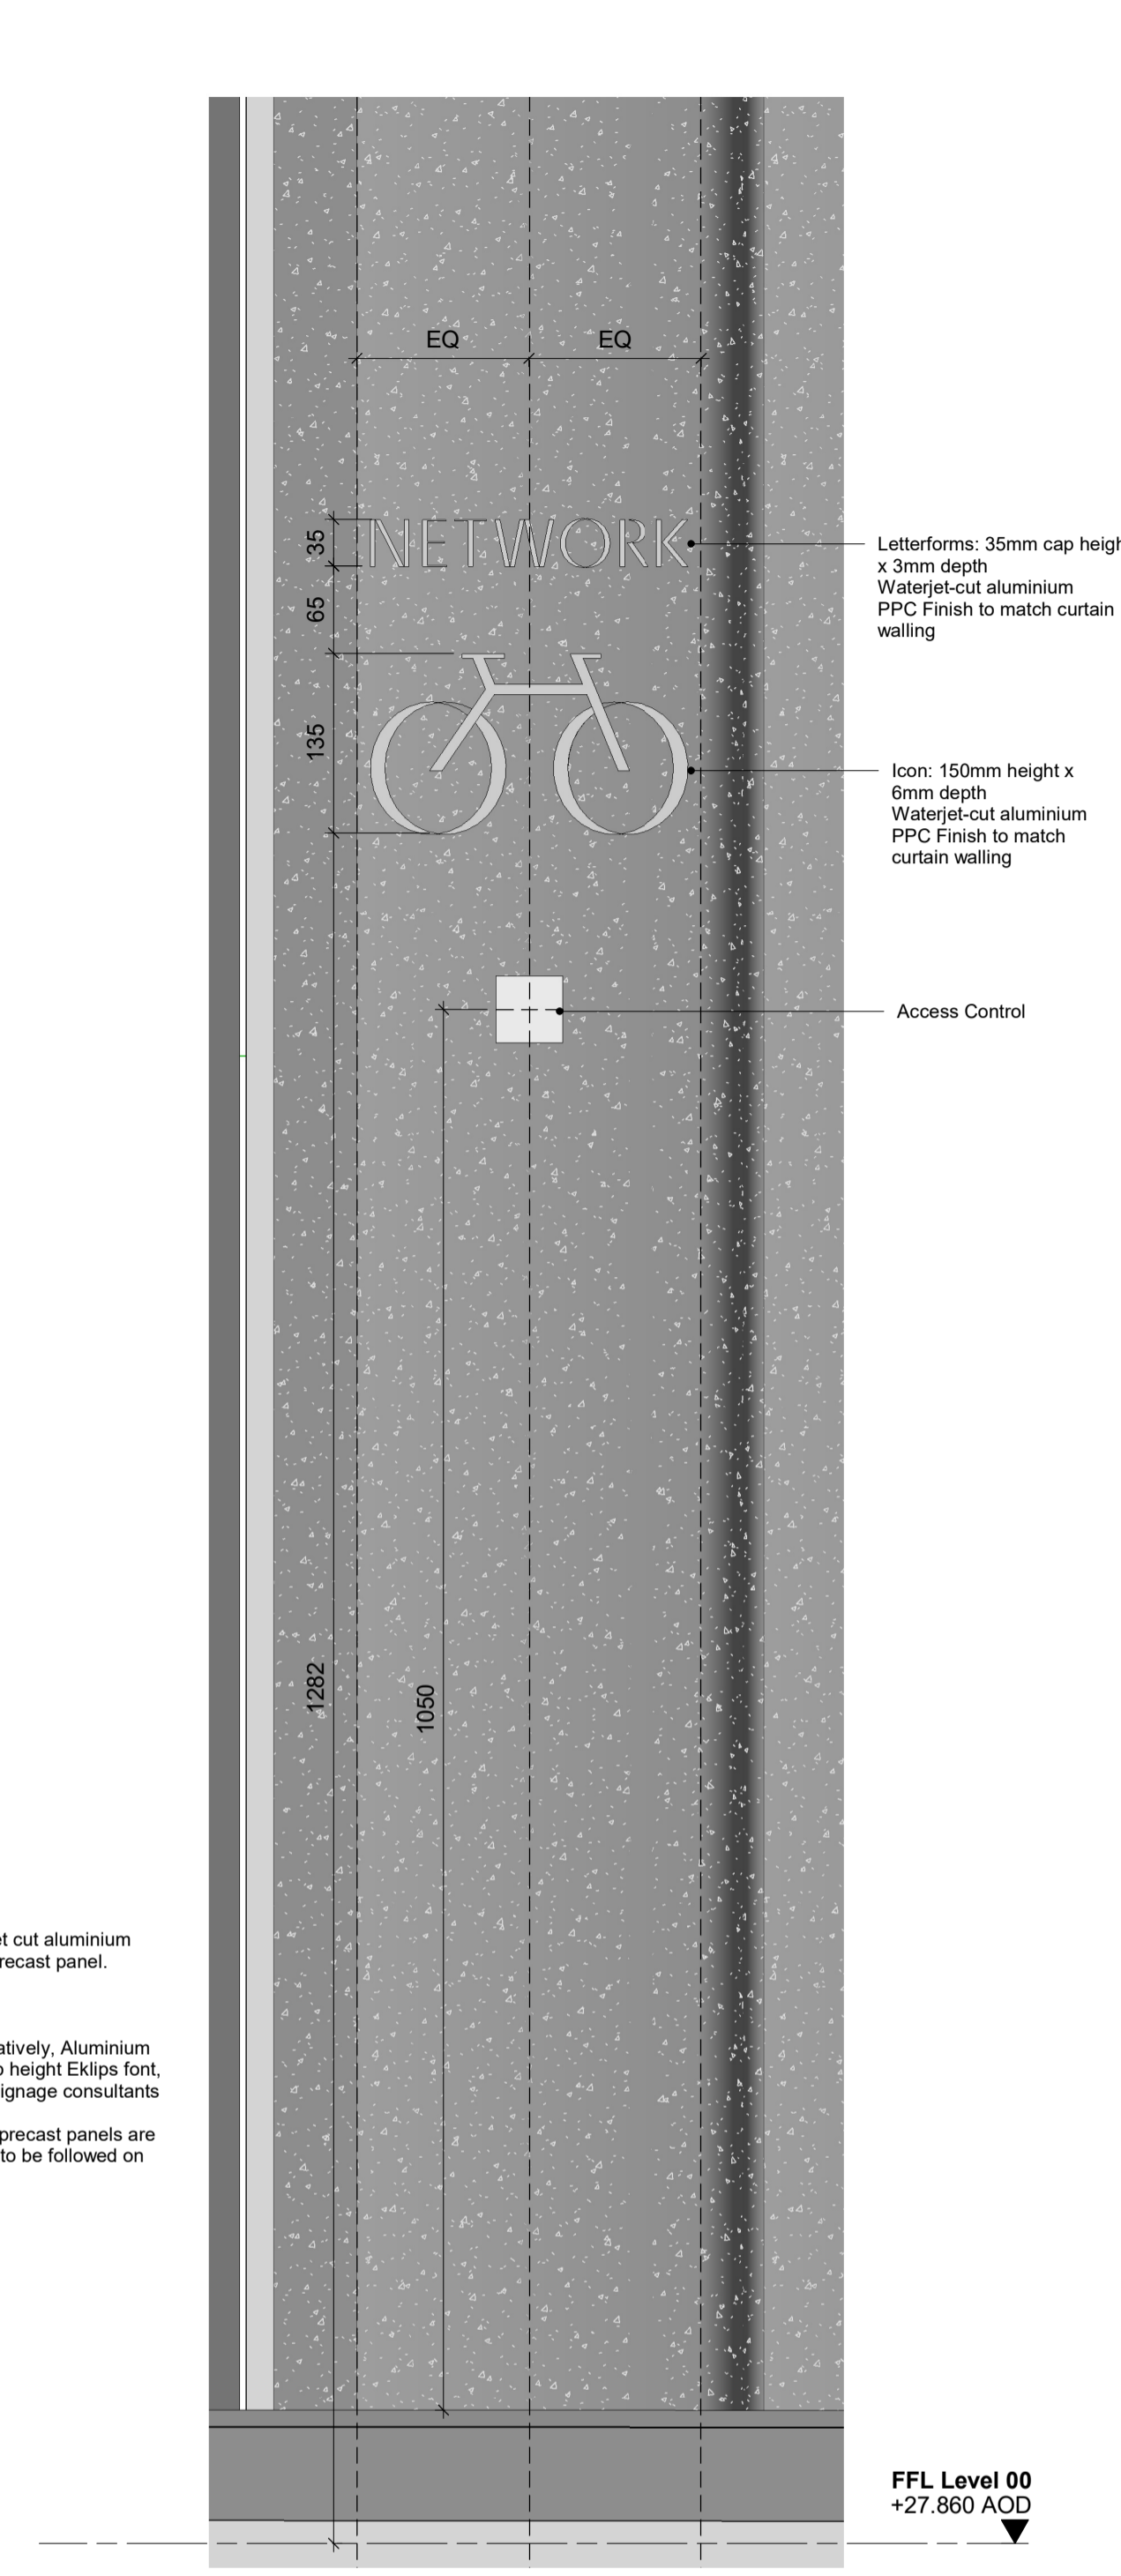 EQ
EQ
35
NETWORK
Letterforms: 35mm cap heigh
x 3mm depth
Waterjet-cut aluminium
PPC Finish to match curtain
walling
65
135
Icon: 150mm height x
6mm depth
Waterjet-cut aluminium
PPC Finish to match
curtain walling
Access Control
1282
1050
t cut aluminium
recast panel.
atively, Aluminium
height Eklips font,
ignage consultants
precast panels are
to be followed on
FFL Level 00
+27.860 AOD